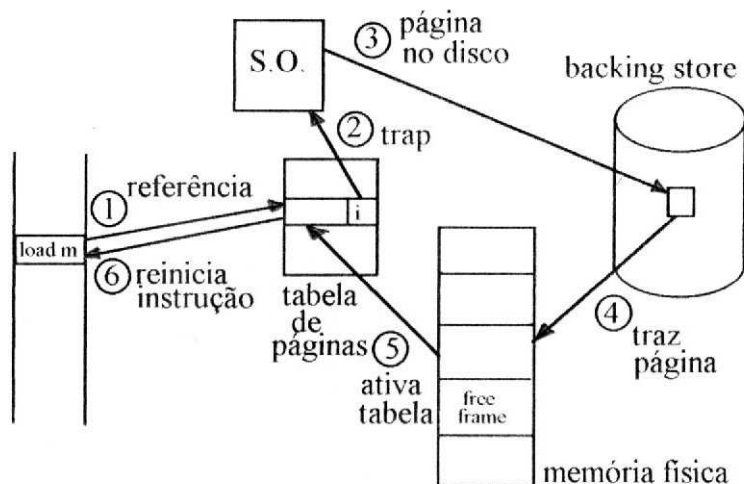 ③ página
no disco
S.O.
backing store
② trap
i
① referência
load m
⑥ reinicia
instrução
tabela
de
páginas
④
traz
página
⑤
ativa
tabela
free
frame
memória física